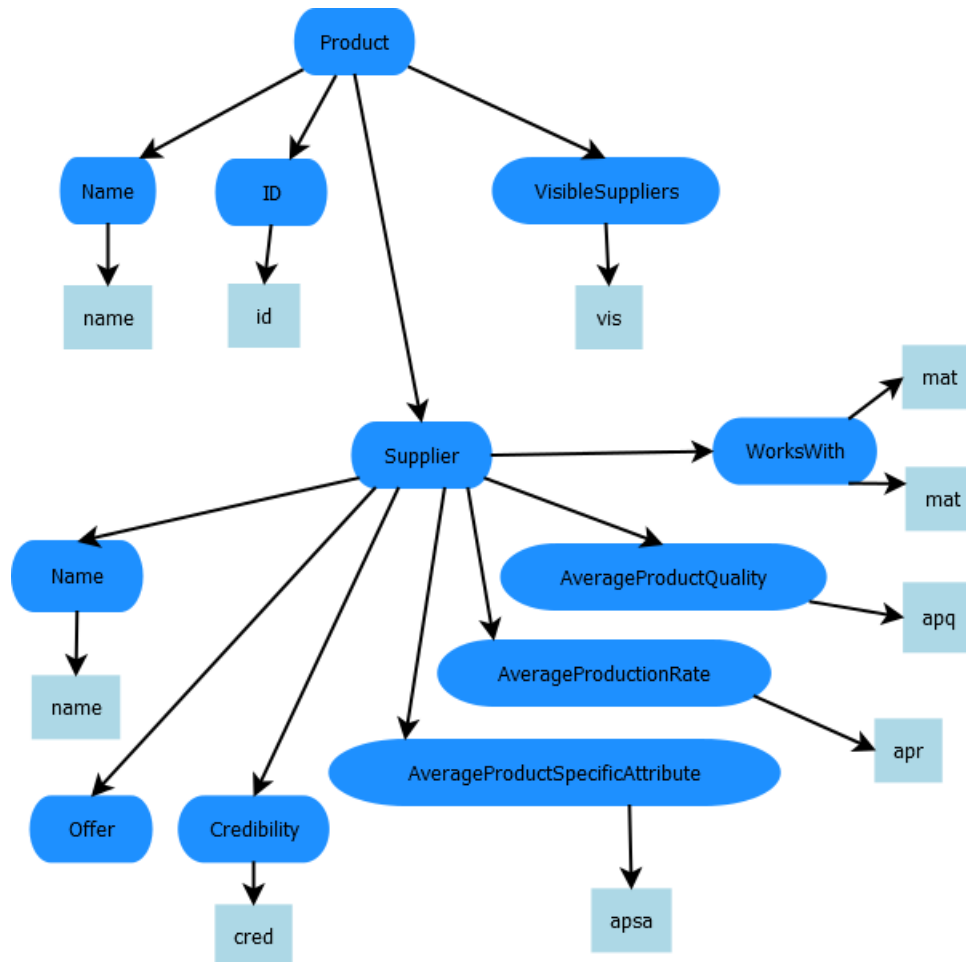 Product
Name
ID
VisibleSuppliers
name
id
vis
mat
Supplier
WorksWith
mat
Name
AverageProductQuality
apq
AverageProductionRate
name
apr
AverageProductSpecificAttribute
Offer
Credibility
cred
apsa